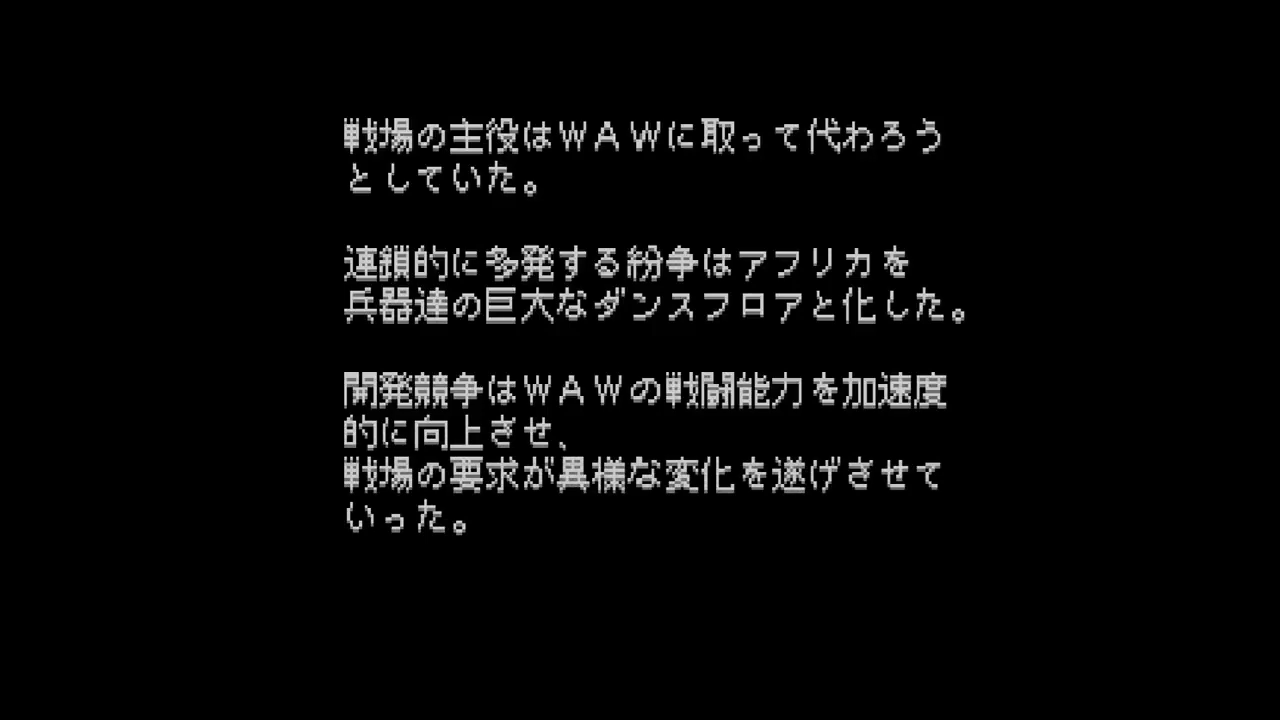 戦場の主役はＷＡＷに取って代わろう
としていた。
連鎖的に多発する紛争はアフリカを
兵器達の巨大なダンスフロアと化した。
開発競争はＷＡＷの戦闘能力を加速度
的に向上させ、
戦場の要求が異様な変化を遂げさせて
いった。